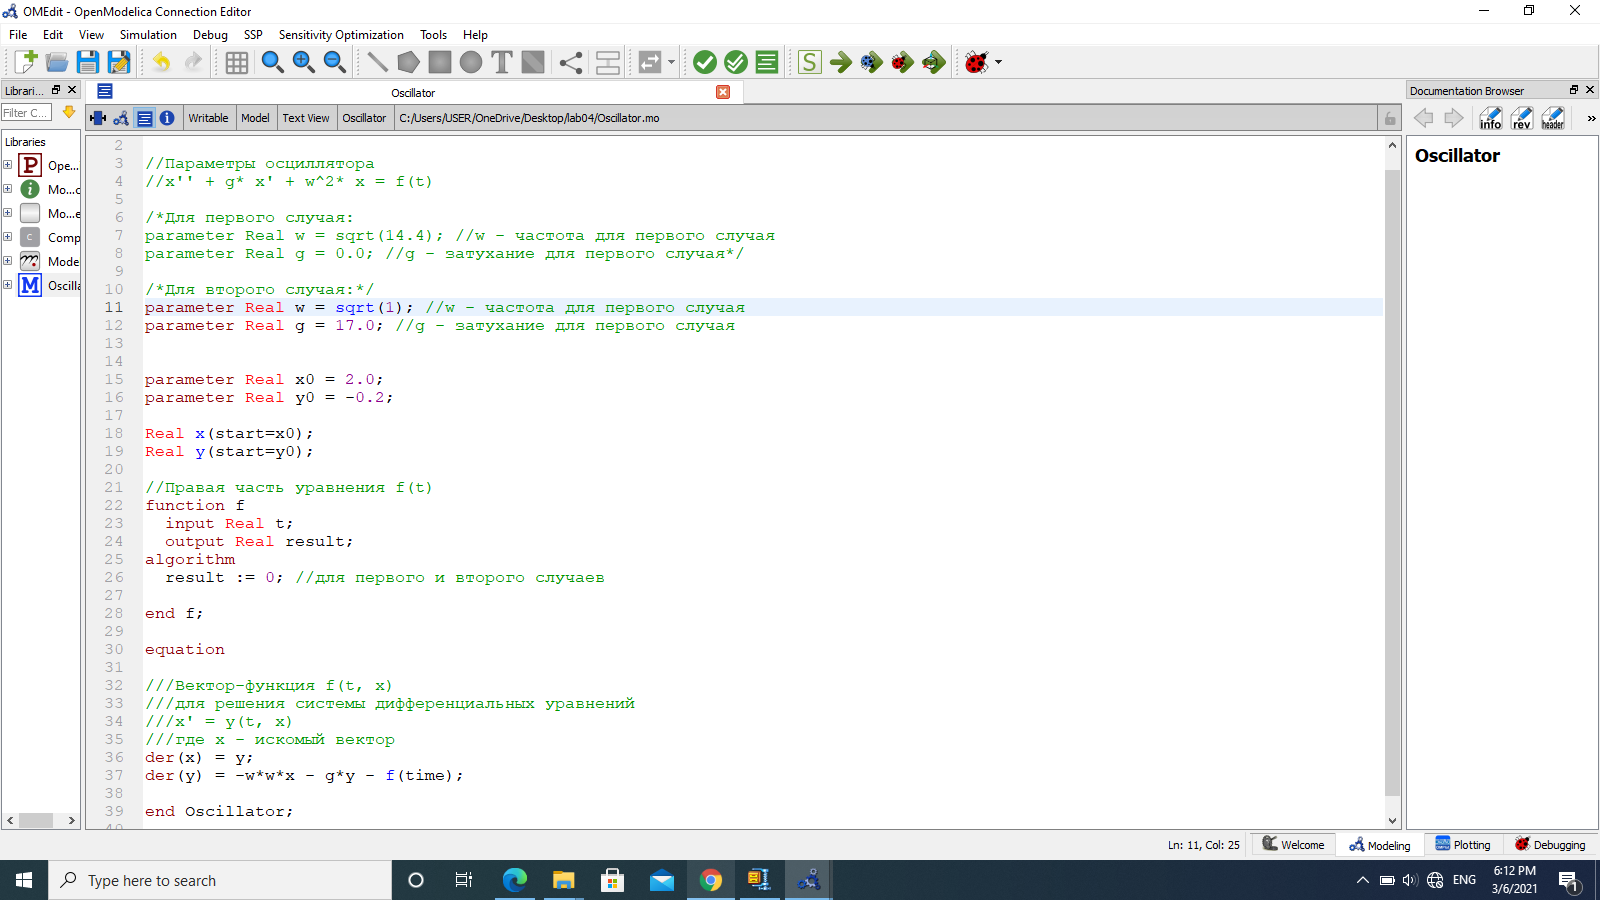 OMEdit - OpenModelica Connection Editor
File Edit View Simulation Debug SSP Sensitivity Optimization Tools Help
Librari...
Filter C...
Libraries
P Ope...
i Mo...c
Mo...e
C Comp
Mode
M Oscilla
Oscillator
Writable Model Text View Oscillator C:/Users/USER/OneDrive/Desktop/lab04/Oscillator.mo
2
3 //Параметры осциллятора
4 //x'' + g* x' + w^2* x = f(t)
5
6 /*Для первого случая:
7 parameter Real w = sqrt(14.4); //w - частота для первого случая
8 parameter Real g = 0.0; //g - затухание для первого случая*/
9
10 /*Для второго случая:*/
11 parameter Real w = sqrt(1); //w - частота для первого случая
12 parameter Real g = 17.0; //g - затухание для первого случая
13
14
15 parameter Real x0 = 2.0;
16 parameter Real y0 = -0.2;
17
18 Real x(start=x0);
19 Real y(start=y0);
20
21 //Правая часть уравнения f(t)
22 function f
23 input Real t;
24 output Real result;
25 algorithm
26 result := 0; //для первого и второго случаев
27
28 end f;
29
30 equation
31
32 ///Вектор-функция f(t, x)
33 ///для решения системы дифференциальных уравнений
34 ///x' = y(t, x)
35 ///где x - искомый вектор
36 der(x) = y;
37 der(y) = -w*w*x - g*y - f(time);
38
39 end Oscillator;
40
Documentation Browser
info rev header »
Oscillator
Ln: 11, Col: 25 Welcome Modeling Plotting Debugging
Type here to search
ENG
6:12 PM
3/6/2021
1